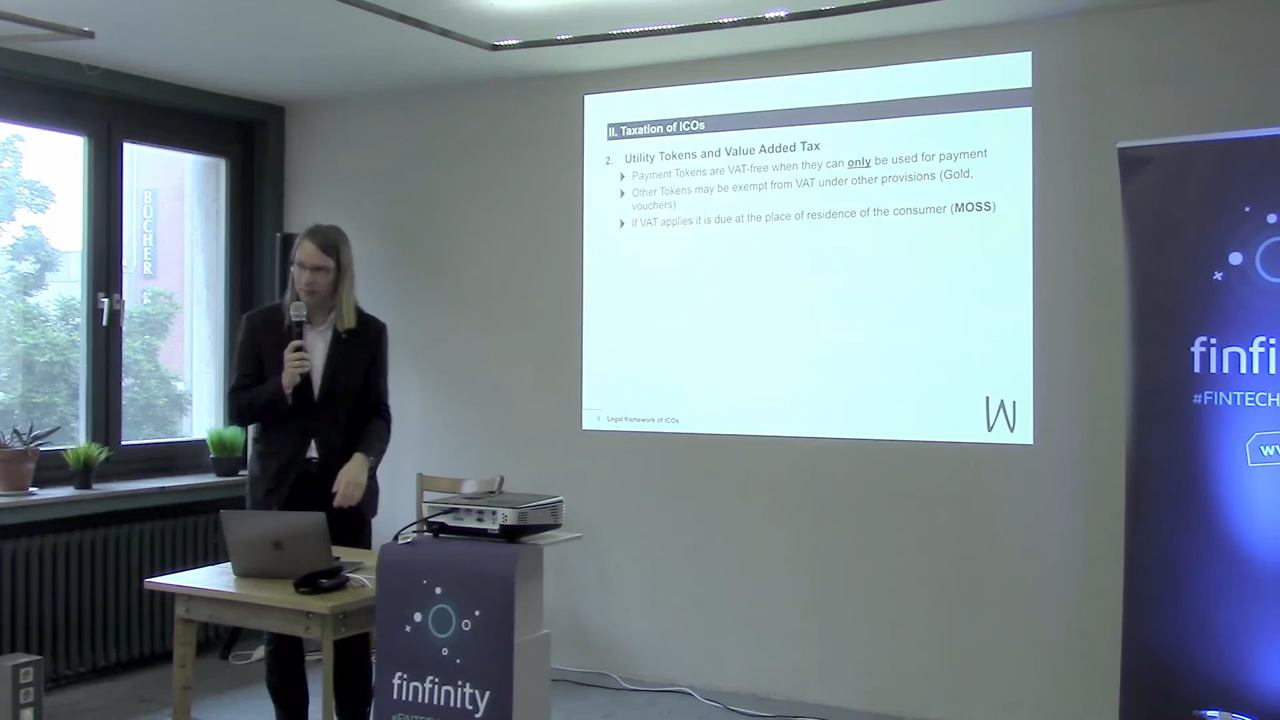 II. Taxation of ICOs
2. Utility Tokens and Value Added Tax
Payment Tokens are VAT-free when they can only be used for payment
Other Tokens may be exempt from VAT under other provisions (Gold,
vouchers)
If VAT applies it is due at the place of residence of the consumer (MOSS)
Legal framework of ICOs
W
BÜCHER
finfi
#FINTECH
finfinity